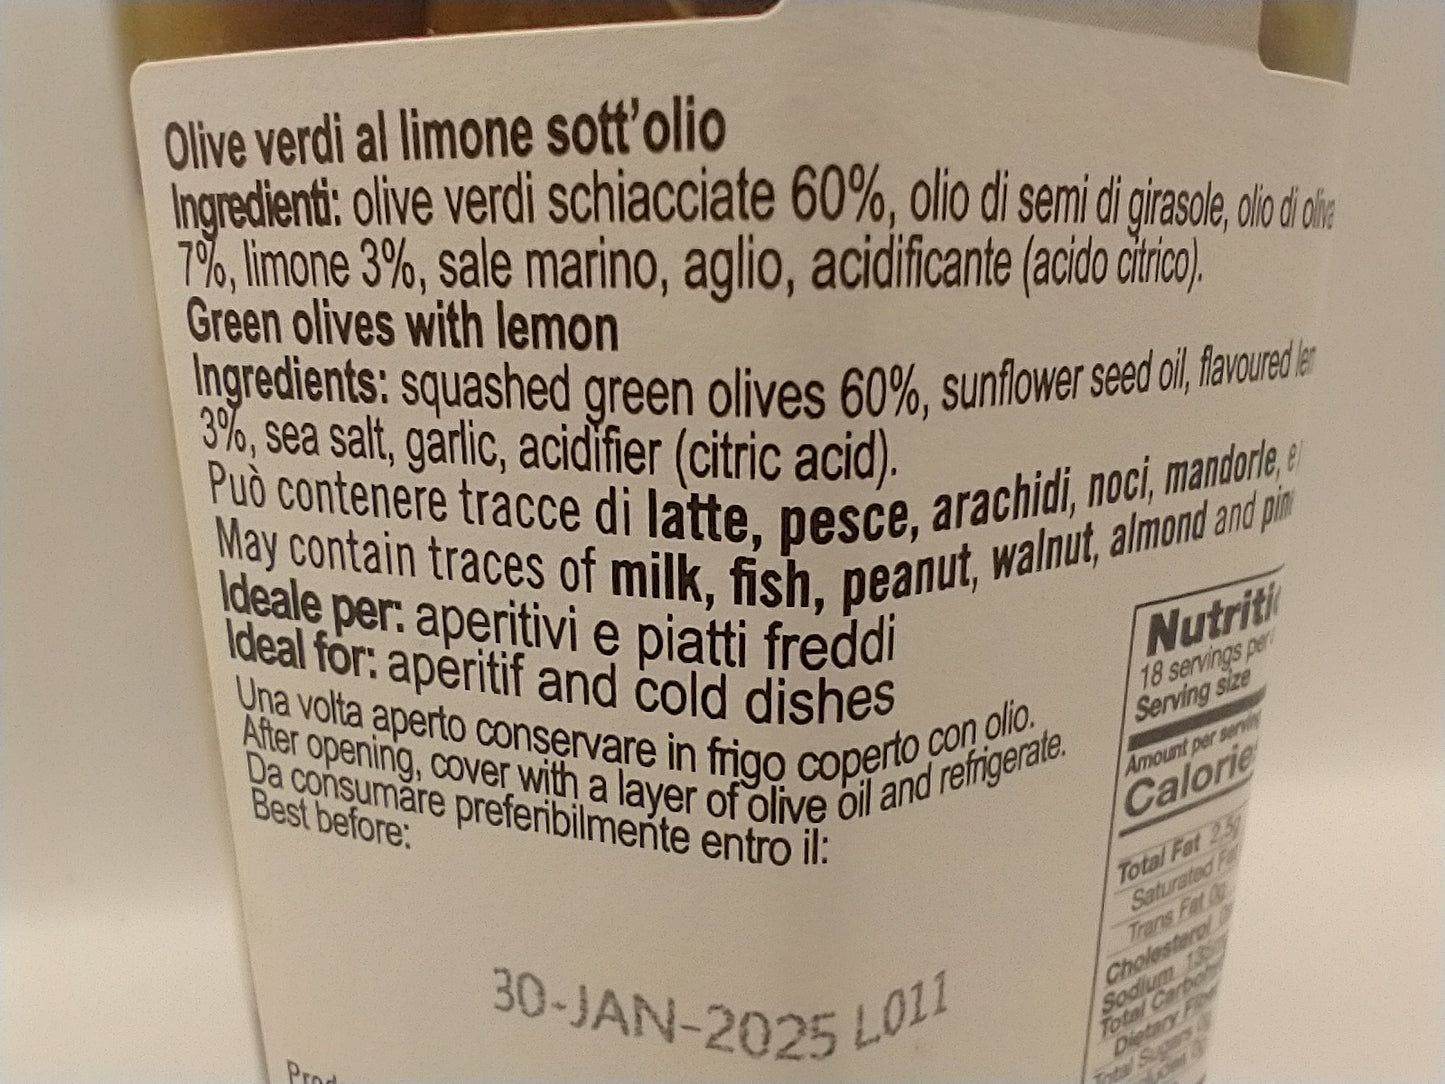 Olive verdi al limone sott'olio
Ingredienti: olive verdi schiacciate 60%, olio di semi di girasole, olio di oliva
7%, limone 3%, sale marino, aglio, acidificante (acido citrico).
Green olives with lemon
Ingredients: squashed green olives 60%, sunflower seed oil, flavoured
3%, sea salt, garlic, acidifier (citric acid).
Può contenere tracce di latte, pesce, arachidi, noci, mandorle,
May contain traces of milk, fish, peanut, walnut, almond and
Ideale per: aperitivi e piatti freddi
Ideal for: aperitif and cold dishes
Una volta aperto conservare in frigo coperto con olio.
After opening, cover with a layer of olive oil and refrigerate.
Da consumare preferibilmente entro il:
Best before:
30-JAN-2025 L011
18 servings per
Serving size
Amount per
Total Fat 2.5g
Saturated
Trans Fat 0g
Cholesterol
Sodium
Total
Dietary
Total Sugars